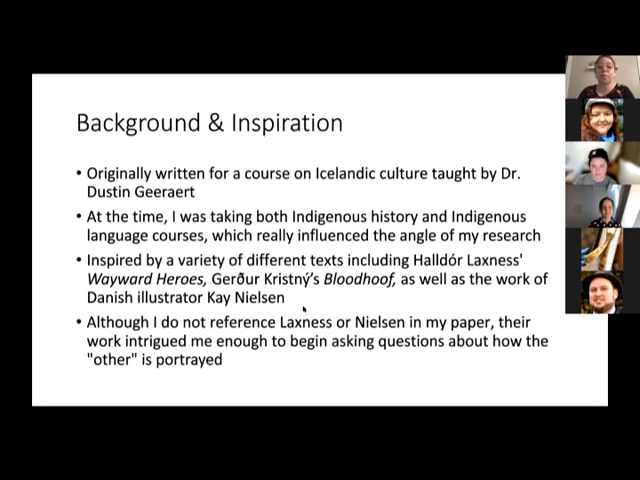 Background & Inspiration
• Originally written for a course on Icelandic culture taught by Dr.
Dustin Geeraert
• At the time, I was taking both Indigenous history and Indigenous
language courses, which really influenced the angle of my research
• Inspired by a variety of different texts including Halldór Laxness'
Wayward Heroes, Gerður Kristný’s Bloodhoof, as well as the work of
Danish illustrator Kay Nielsen
• Although I do not reference Laxness or Nielsen in my paper, their
work intrigued me enough to begin asking questions about how the
"other" is portrayed